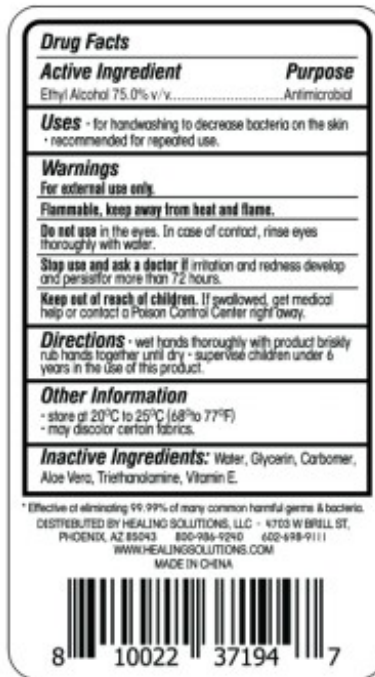 Drug Facts
Active Ingredient Purpose
Ethyl Alcohol 75.0% v/v............................Antimicrobial
Uses - for handwashing to decrease bacteria on the skin
- recommended for repeated use.
Warnings
For external use only.
Flammable, keep away from heat and flame.
Do not use in the eyes. In case of contact, rinse eyes
thoroughly with water.
Stop use and ask a doctor if irritation and redness develop
and persistfor more than 72 hours.
Keep out of reach of children. If swallowed, get medical
help or contact a Poison Control Center right away.
Directions - wet hands thoroughly with product briskly
rub hands together until dry - supervise children under 6
years in the use of this product.
Other Information
- store at 20°C to 25°C (68°to 77°F)
- may discolor certain fabrics.
Inactive Ingredients: Water, Glycerin, Carbomer,
Aloe Vera, Triethanolamine, Vitamin E.
* Effective at eliminating 99.99% of many common harmful germs & bacteria.
DISTRIBUTED BY HEALING SOLUTIONS, LLC - 4703 W BRILL ST,
PHOENIX, AZ 85043 800-986-9240 602-698-9111
WWW.HEALINGSOLUTIONS.COM
MADE IN CHINA
8 10022 37194 7